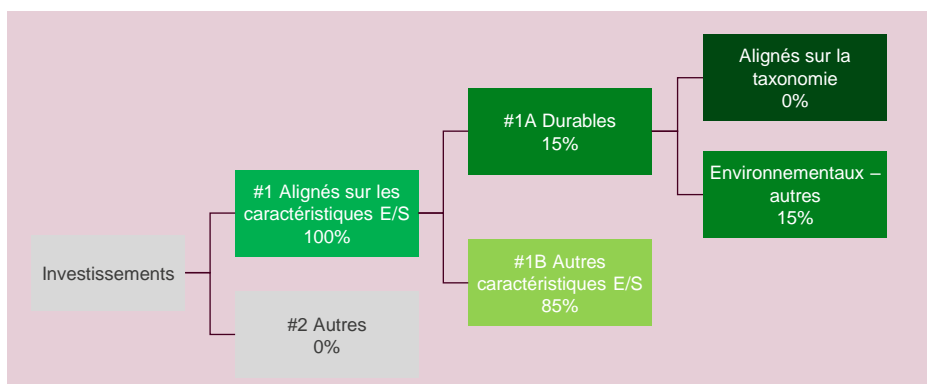 Investissements
#1 Alignés sur les
caractéristiques E/S
100%
#2 Autres
0%
#1A Durables
15%
#1B Autres
caractéristiques E/S
85%
Alignés sur la
taxonomie
0%
Environnementaux –
autres
15%